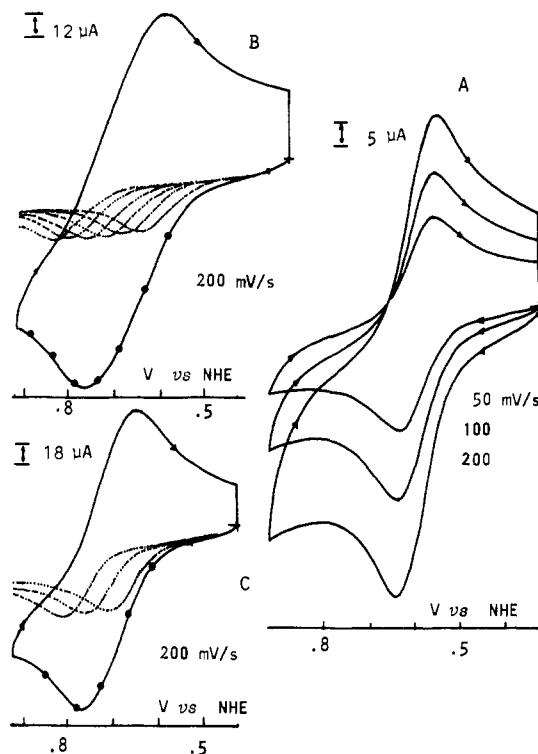 12 μA
B
200 mV/s
V vs NHE
.8
.5
18 μA
C
200 mV/s
V vs NHE
.8
.5
A
5 μA
50 mV/s
100
200
V vs NHE
.8
.5